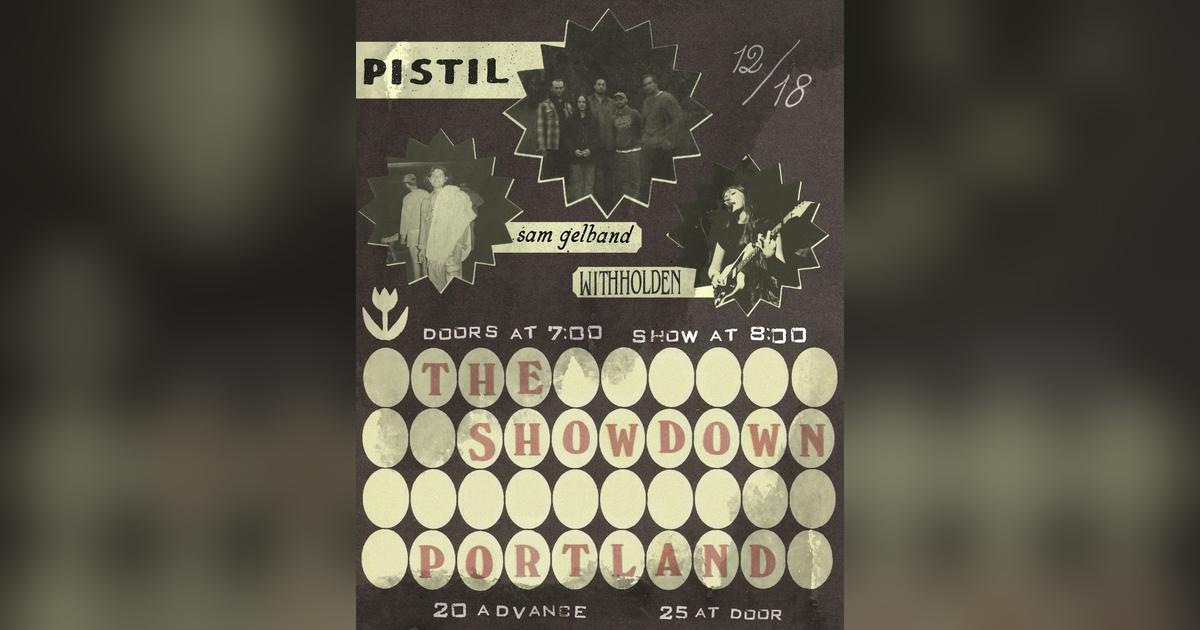 PISTIL
12/18
sam gelband
WITHHOLDEN
DOORS AT 7:00 SHOW AT 8:00
THE
SHOWDOWN
PORTLAND
20 ADVANCE 25 AT DOOR